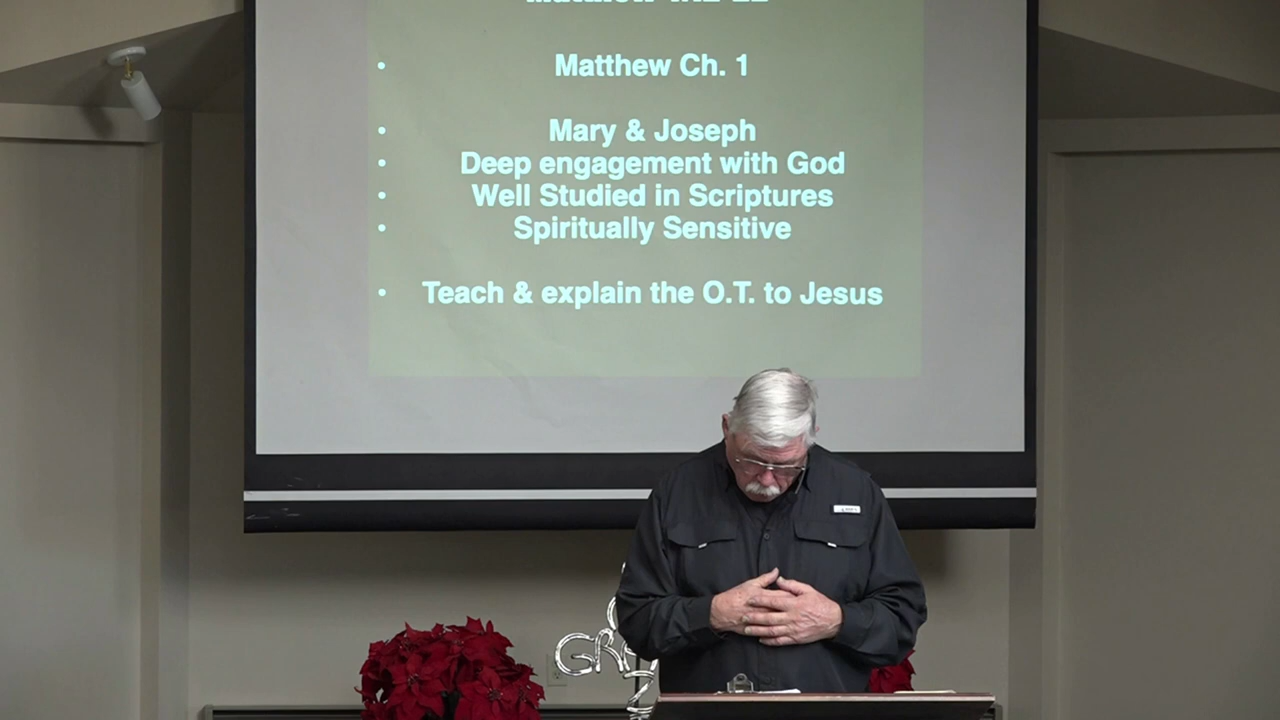 • Matthew Ch. 1
• Mary & Joseph
• Deep engagement with God
• Well Studied in Scriptures
• Spiritually Sensitive
• Teach & explain the O.T. to Jesus